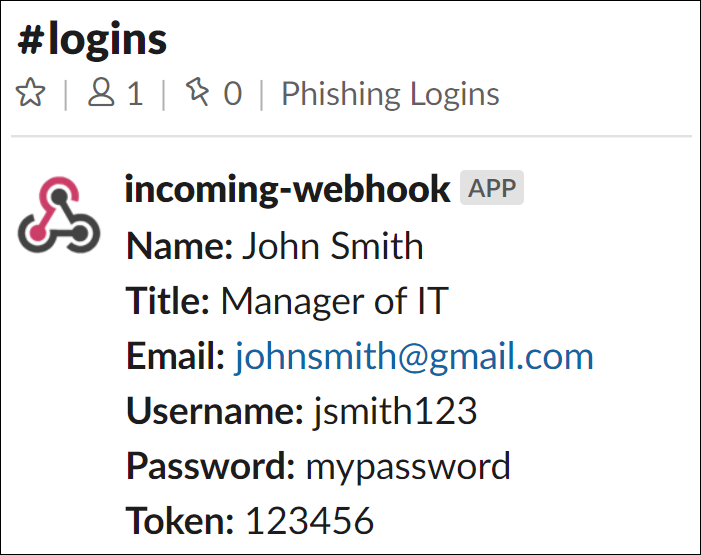 #logins
1 | 0 | Phishing Logins
incoming-webhook APP
Name: John Smith
Title: Manager of IT
Email: johnsmith@gmail.com
Username: jsmith123
Password: mypassword
Token: 123456